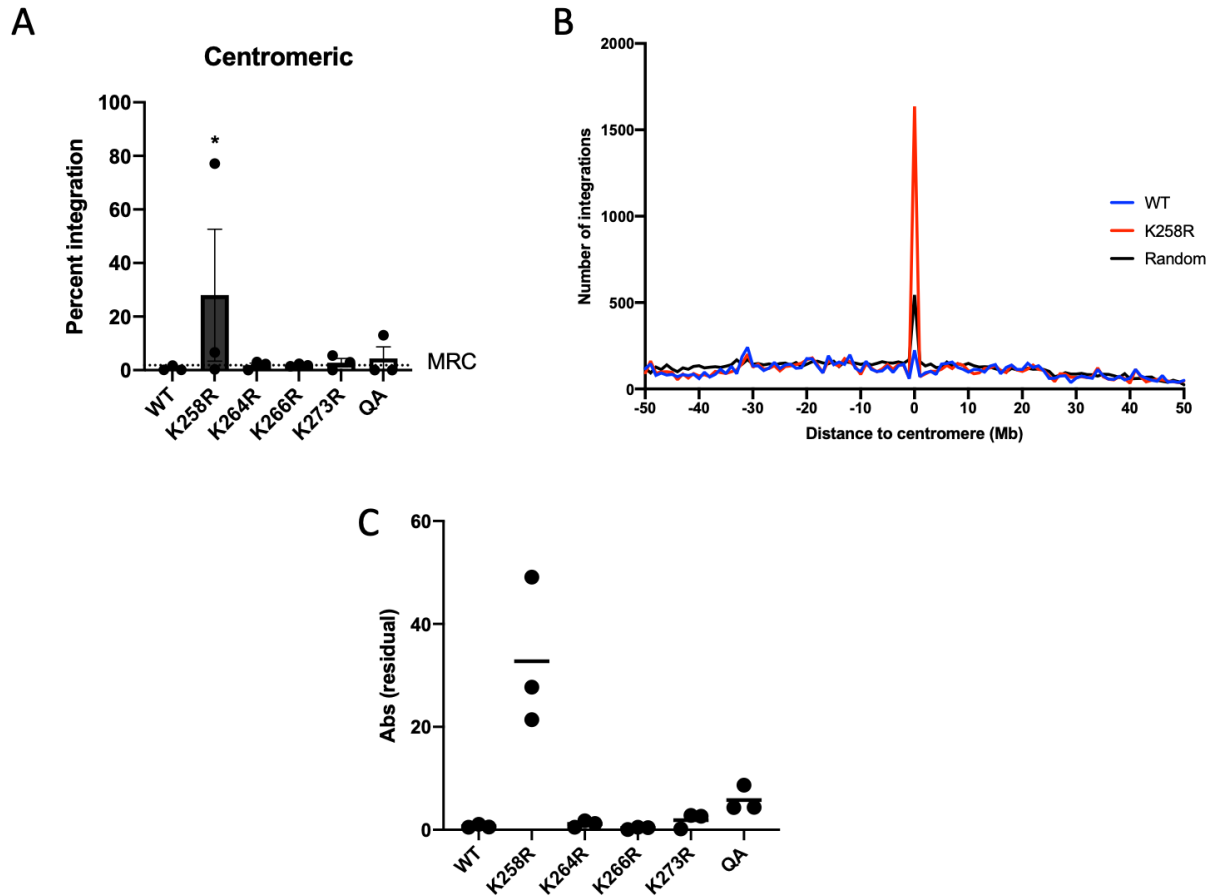 A
Centromeric
Percent integration
100
80
60
40
20
0
*
MRC
WT
K258R
K264R
K266R
K273R
QA
B
Number of integrations
2000
1500
1000
500
0
-50
-40
-30
-20
-10
0
10
20
30
40
50
Distance to centromere (Mb)
WT
K258R
Random
C
Abs (residual)
60
40
20
0
WT
K258R
K264R
K266R
K273R
QA